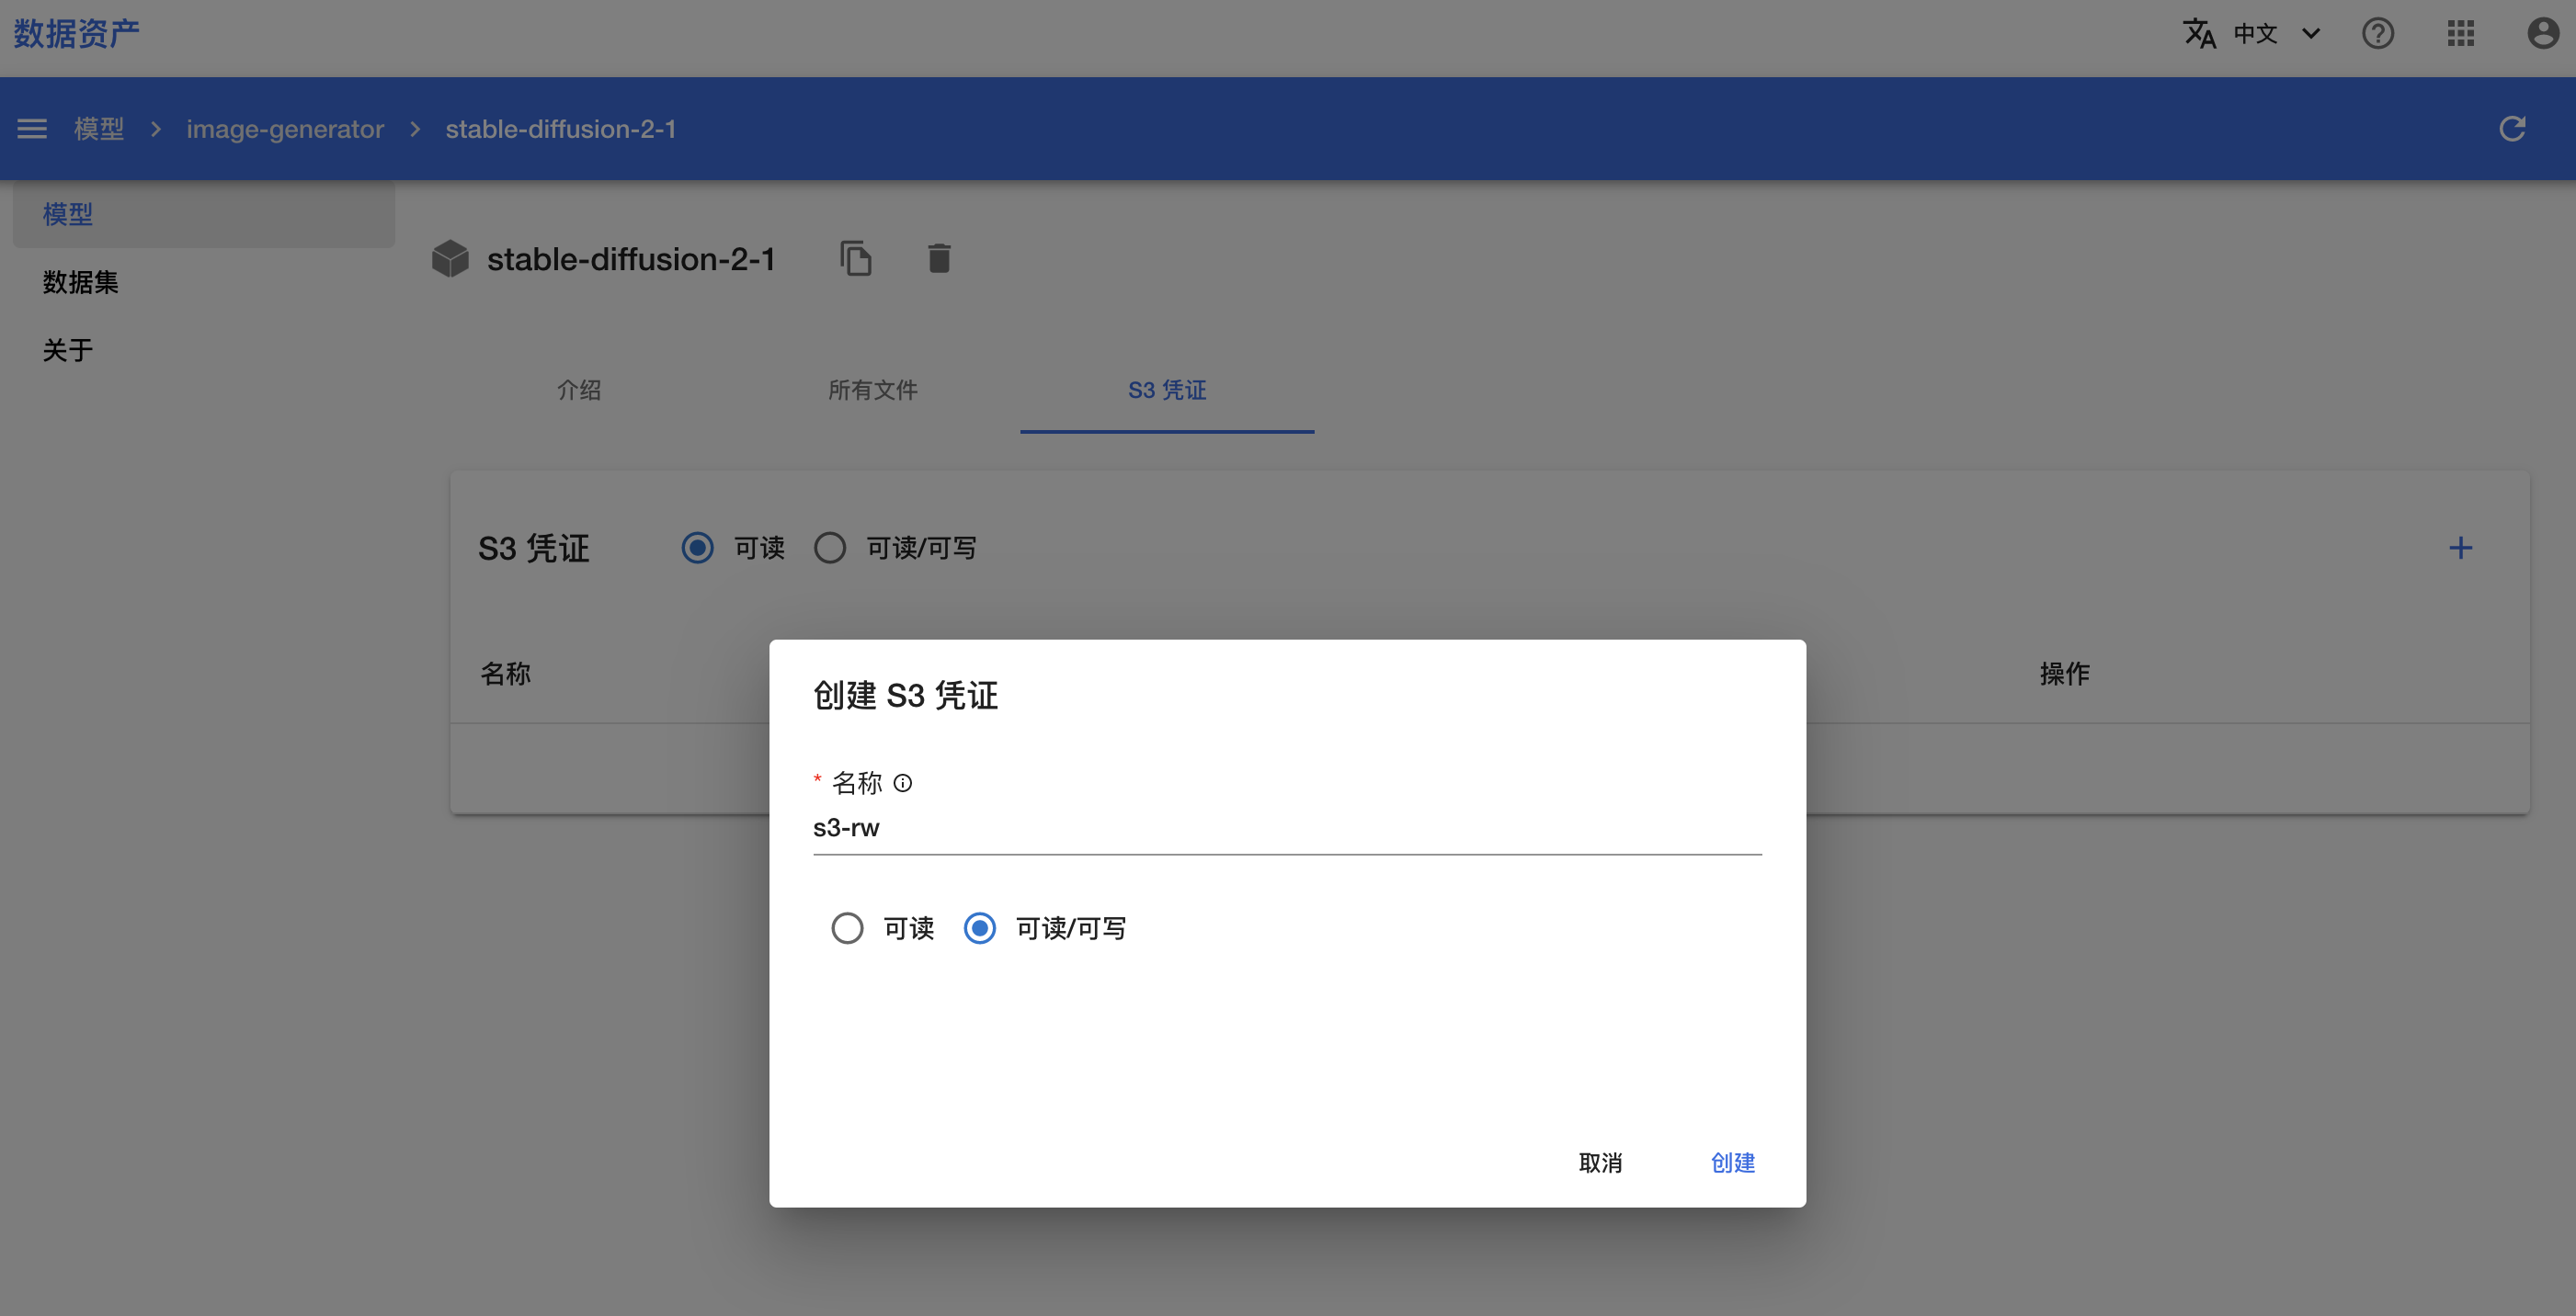 数据资产
中文
模型 > image-generator > stable-diffusion-2-1
模型
数据集
关于
stable-diffusion-2-1
介绍 所有文件 S3 凭证
S3 凭证 可读 可读/可写
名称 操作
创建 S3 凭证
* 名称
s3-rw
可读 可读/可写
取消 创建